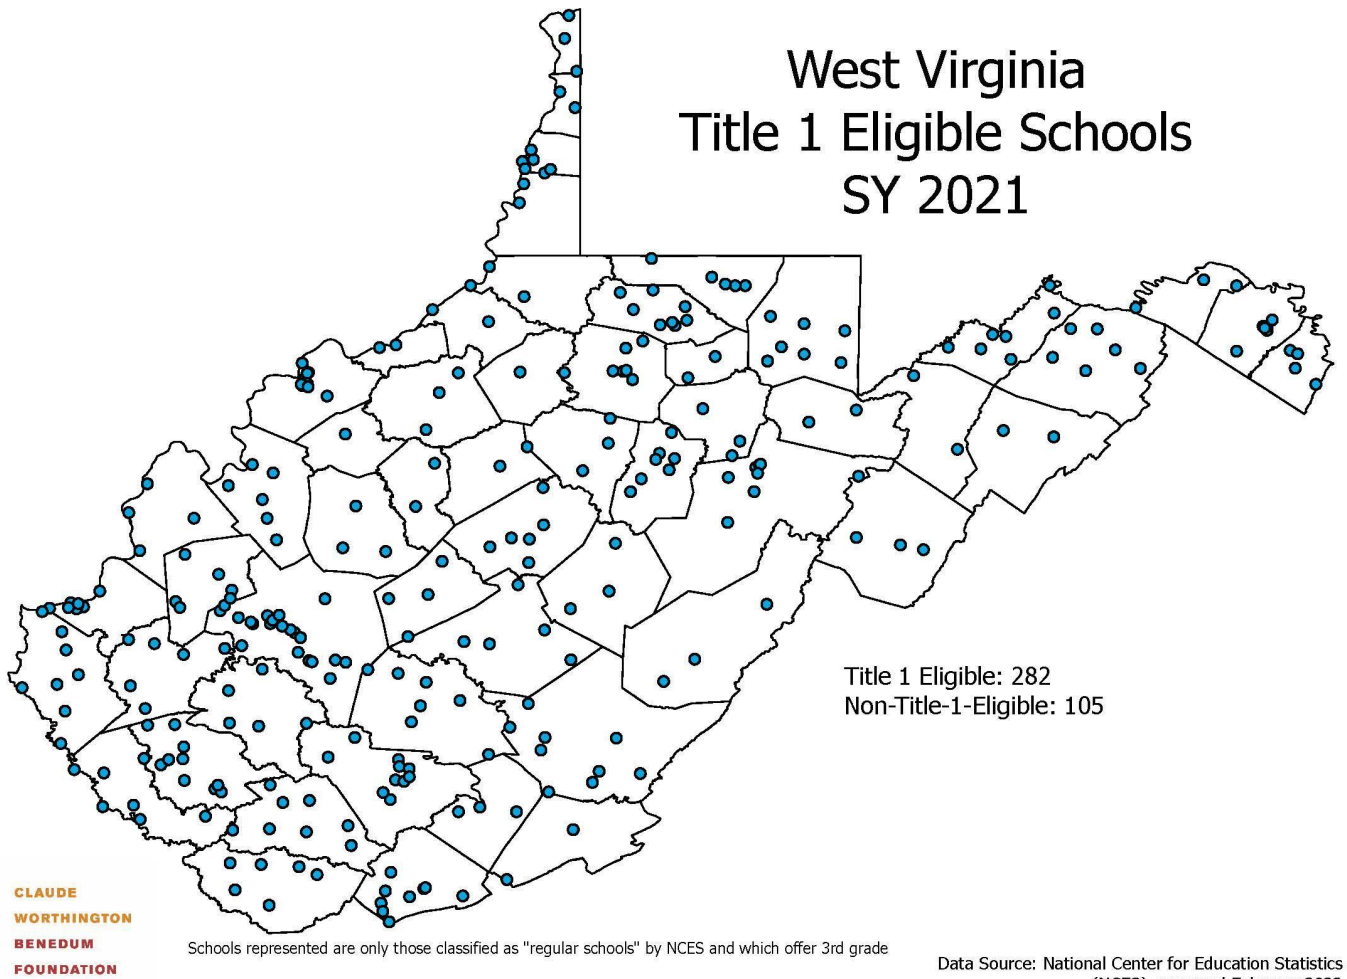 West Virginia
Title 1 Eligible Schools
SY 2021
Title 1 Eligible: 282
Non-Title-1-Eligible: 105
CLAUDE
WORTHINGTON
BENEDUM
FOUNDATION
Schools represented are only those classified as "regular schools" by NCES and which offer 3rd grade
Data Source: National Center for Education Statistics